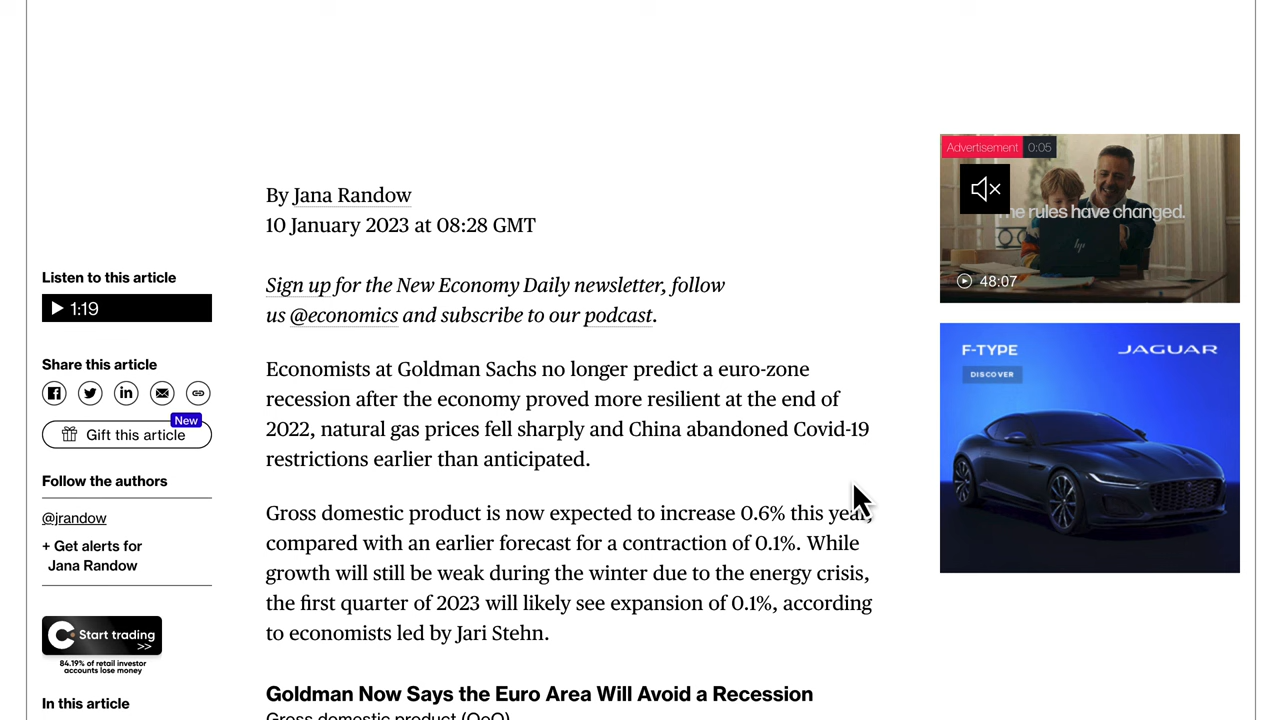 By Jana Randow
10 January 2023 at 08:28 GMT
Listen to this article
1:19
Share this article
New
Gift this article
Follow the authors
@jrandow
+ Get alerts for
Jana Randow
Start trading
>>
84.19% of retail investor
accounts lose money
In this article
Sign up for the New Economy Daily newsletter, follow
us @economics and subscribe to our podcast.
Economists at Goldman Sachs no longer predict a euro-zone
recession after the economy proved more resilient at the end of
2022, natural gas prices fell sharply and China abandoned Covid-19
restrictions earlier than anticipated.
Gross domestic product is now expected to increase 0.6% this year,
compared with an earlier forecast for a contraction of 0.1%. While
growth will still be weak during the winter due to the energy crisis,
the first quarter of 2023 will likely see expansion of 0.1%, according
to economists led by Jari Stehn.
Goldman Now Says the Euro Area Will Avoid a Recession
Gross domestic product (QoQ)
Advertisement 0:05
rules have changed.
hp
48:07
F-TYPE JAGUAR
DISCOVER